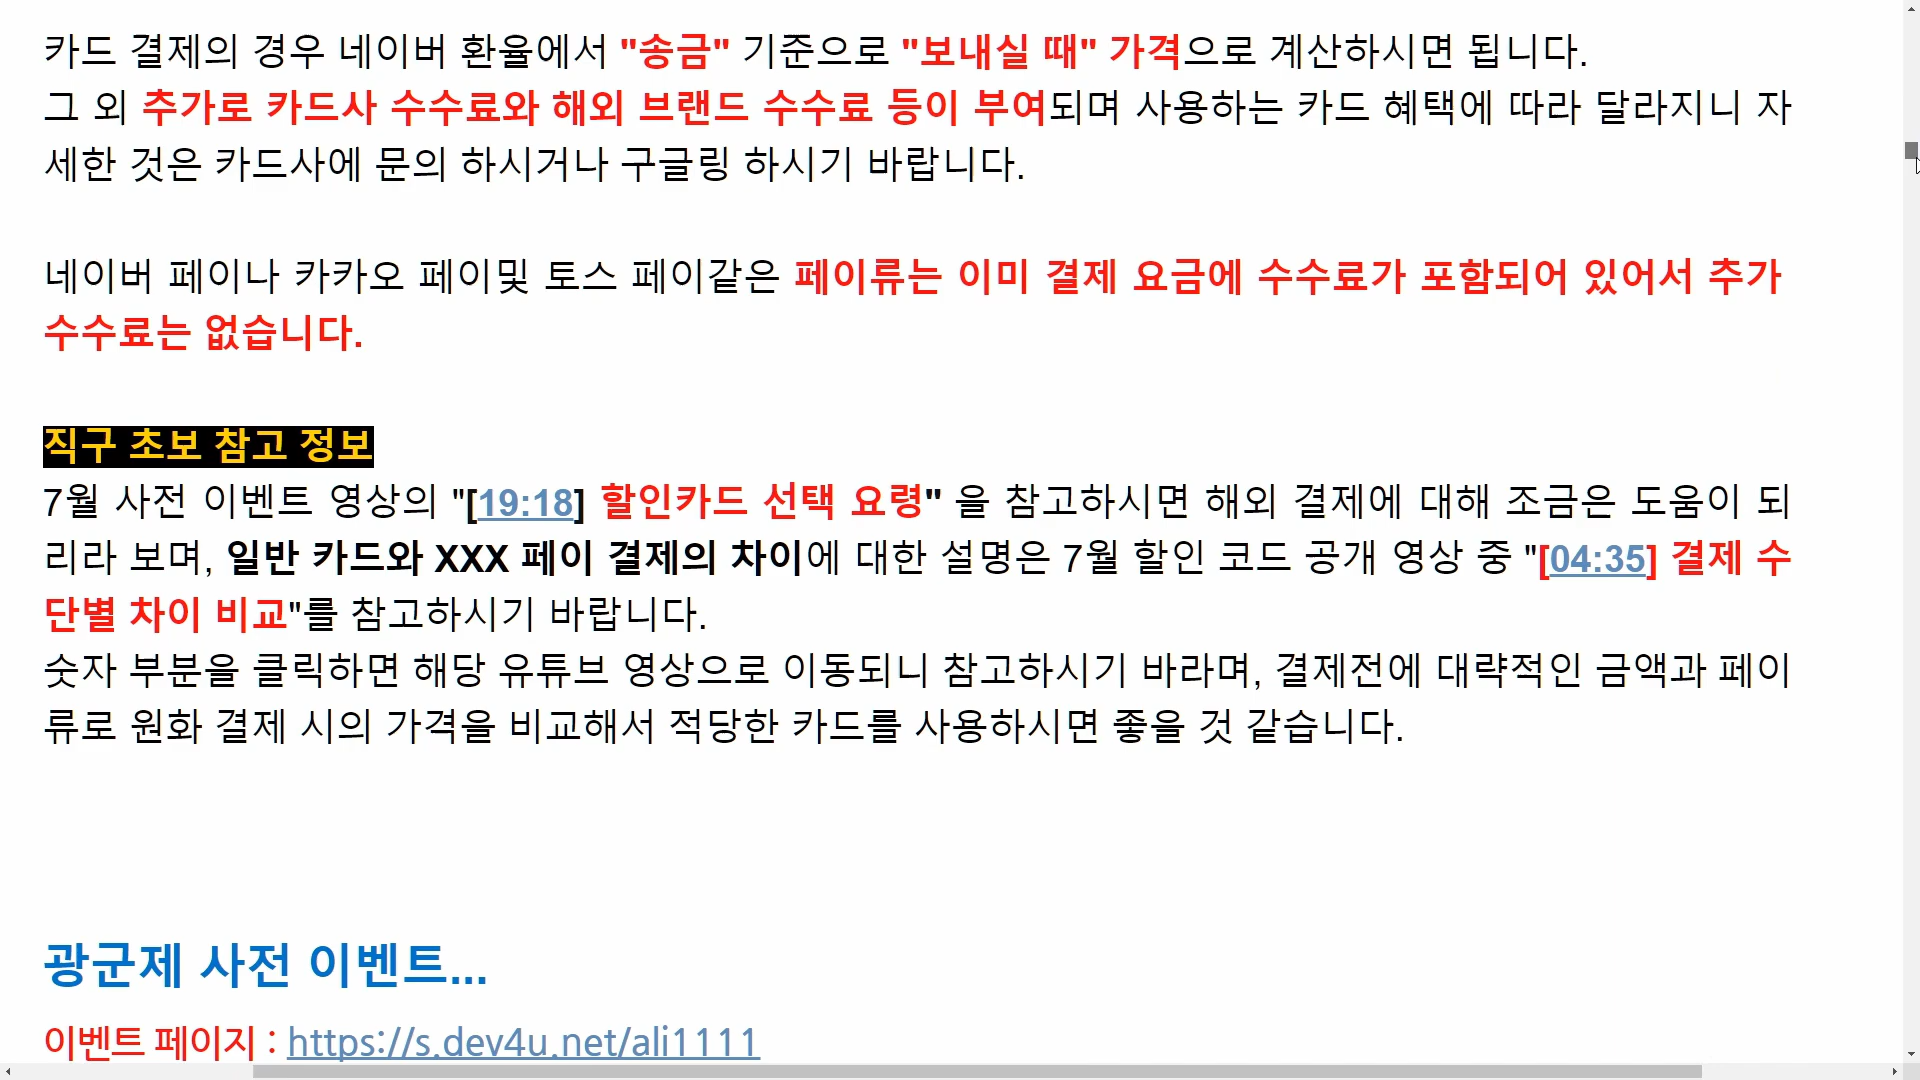 카드 결제의 경우 네이버 환율에서 "송금" 기준으로 "보내실 때" 가격으로 계산하시면 됩니다.
그 외 추가로 카드사 수수료와 해외 브랜드 수수료 등이 부여되며 사용하는 카드 혜택에 따라 달라지니 자
세한 것은 카드사에 문의 하시거나 구글링 하시기 바랍니다.
네이버 페이나 카카오 페이및 토스 페이같은 페이류는 이미 결제 요금에 수수료가 포함되어 있어서 추가
수수료는 없습니다.
직구 초보 참고 정보
7월 사전 이벤트 영상의 "[19:18] 할인카드 선택 요령" 을 참고하시면 해외 결제에 대해 조금은 도움이 되
리라 보며, 일반 카드와 XXX 페이 결제의 차이에 대한 설명은 7월 할인 코드 공개 영상 중 "[04:35] 결제 수
단별 차이 비교"를 참고하시기 바랍니다.
숫자 부분을 클릭하면 해당 유튜브 영상으로 이동되니 참고하시기 바라며, 결제전에 대략적인 금액과 페이
류로 원화 결제 시의 가격을 비교해서 적당한 카드를 사용하시면 좋을 것 같습니다.
광군제 사전 이벤트...
이벤트 페이지 : https://s.dev4u.net/ali1111